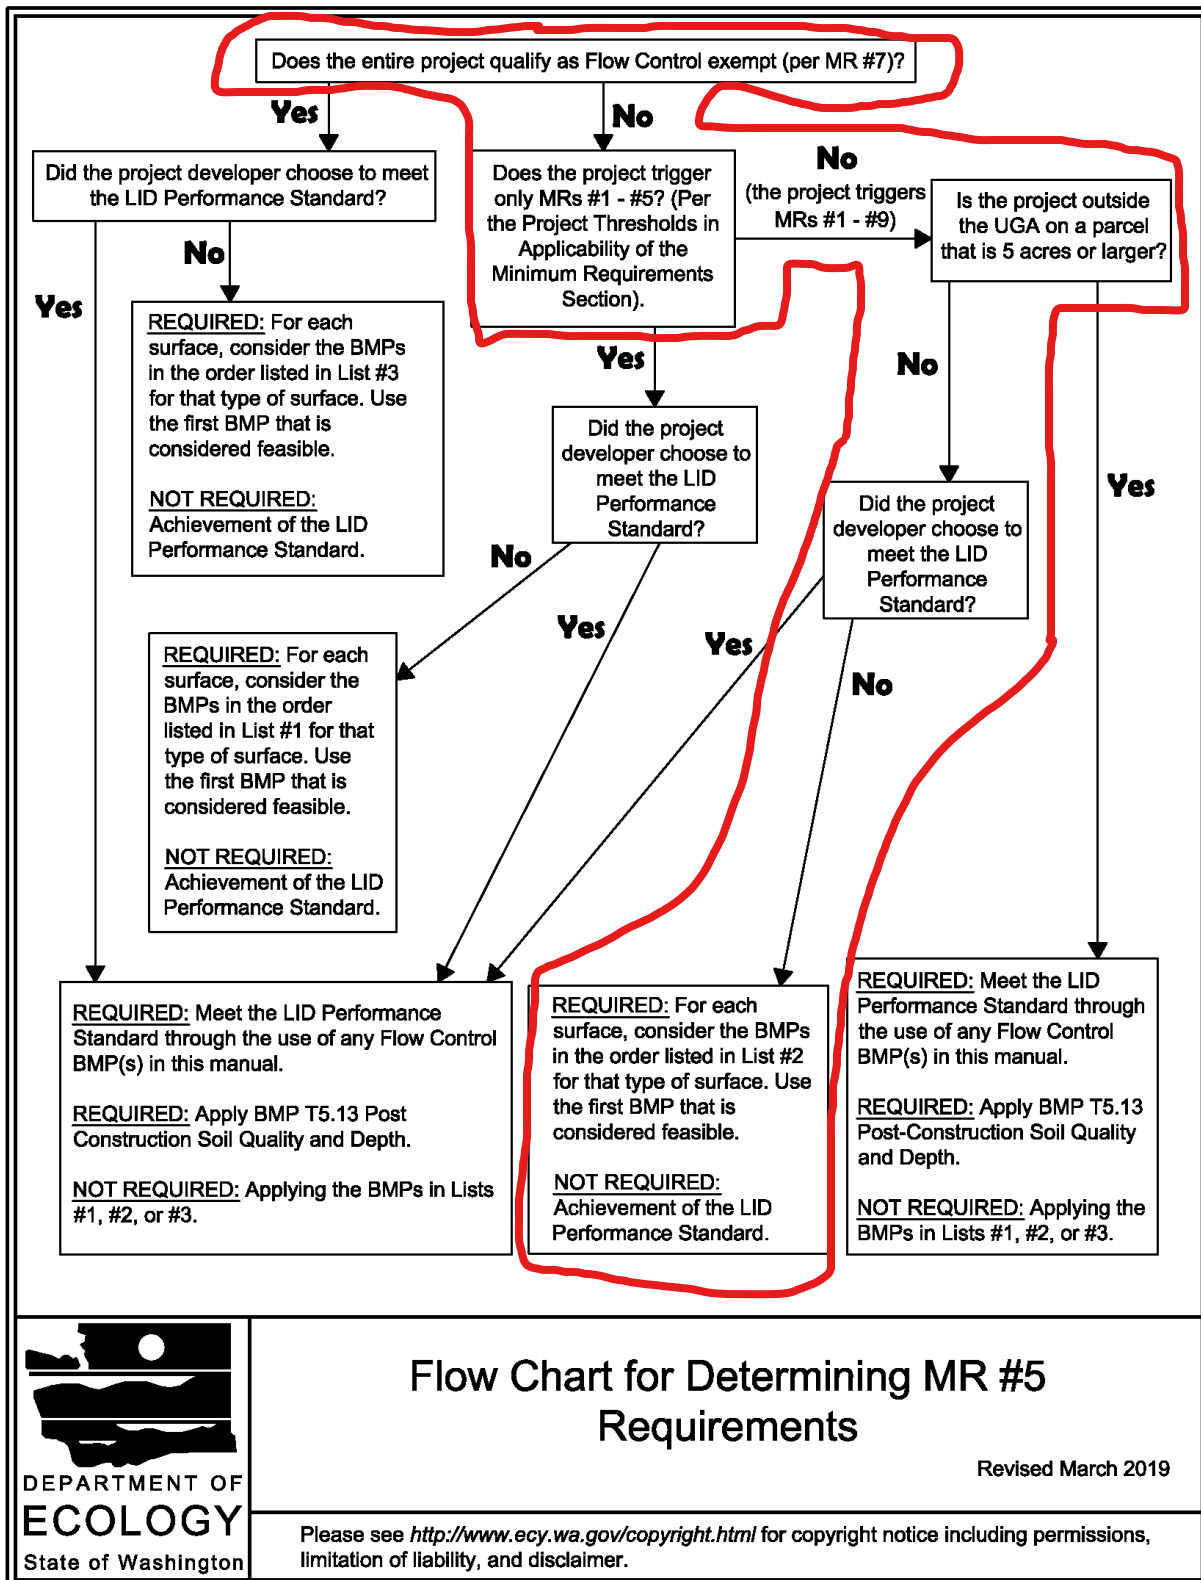 Does the entire project qualify as Flow Control exempt (per MR #7)?
Yes
No
Did the project developer choose to meet
the LID Performance Standard?
Does the project trigger
only MRs #1 - #5? (Per
the Project Thresholds in
Applicability of the
Minimum Requirements
Section).
No
(the project triggers
MRs #1 - #9)
Is the project outside
the UGA on a parcel
that is 5 acres or larger?
No
Yes
REQUIRED: For each
surface, consider the BMPs
in the order listed in List #3
for that type of surface. Use
the first BMP that is
considered feasible.
NOT REQUIRED:
Achievement of the LID
Performance Standard.
Yes
No
Yes
Did the project
developer choose to
meet the LID
Performance
Standard?
Did the project
developer choose to
meet the LID
Performance
Standard?
No
Yes
Yes
No
REQUIRED: For each
surface, consider the
BMPs in the order
listed in List #1 for that
type of surface. Use
the first BMP that is
considered feasible.
NOT REQUIRED:
Achievement of the LID
Performance Standard.
REQUIRED: Meet the LID Performance
Standard through the use of any Flow Control
BMP(s) in this manual.
REQUIRED: Apply BMP T5.13 Post
Construction Soil Quality and Depth.
NOT REQUIRED: Applying the BMPs in Lists
#1, #2, or #3.
REQUIRED: For each
surface, consider the BMPs
in the order listed in List #2
for that type of surface. Use
the first BMP that is
considered feasible.
NOT REQUIRED:
Achievement of the LID
Performance Standard.
REQUIRED: Meet the LID
Performance Standard through
the use of any Flow Control
BMP(s) in this manual.
REQUIRED: Apply BMP T5.13
Post-Construction Soil Quality
and Depth.
NOT REQUIRED: Applying the
BMPs in Lists #1, #2, or #3.
DEPARTMENT OF
ECOLOGY
State of Washington
Flow Chart for Determining MR #5
Requirements
Revised March 2019
Please see http://www.ecy.wa.gov/copyright.html for copyright notice including permissions,
limitation of liability, and disclaimer.